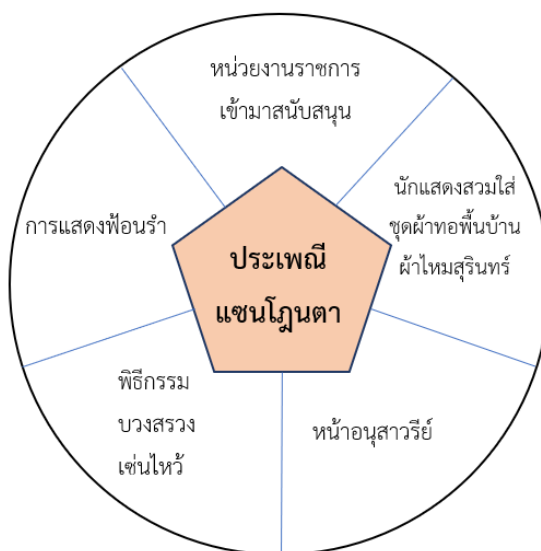 หน่วยงานราชการ
เข้ามาสนับสนุน
นักแสดงสวมใส่
ชุดผ้าทอพื้นบ้าน
ผ้าไหมสุรินทร์
การแสดงฟ้อนรำ
ประเพณี
แซนโฎนตา
พิธีกรรม
บวงสรวง
เซ่นไหว้
หน้าอนุสาวรีย์